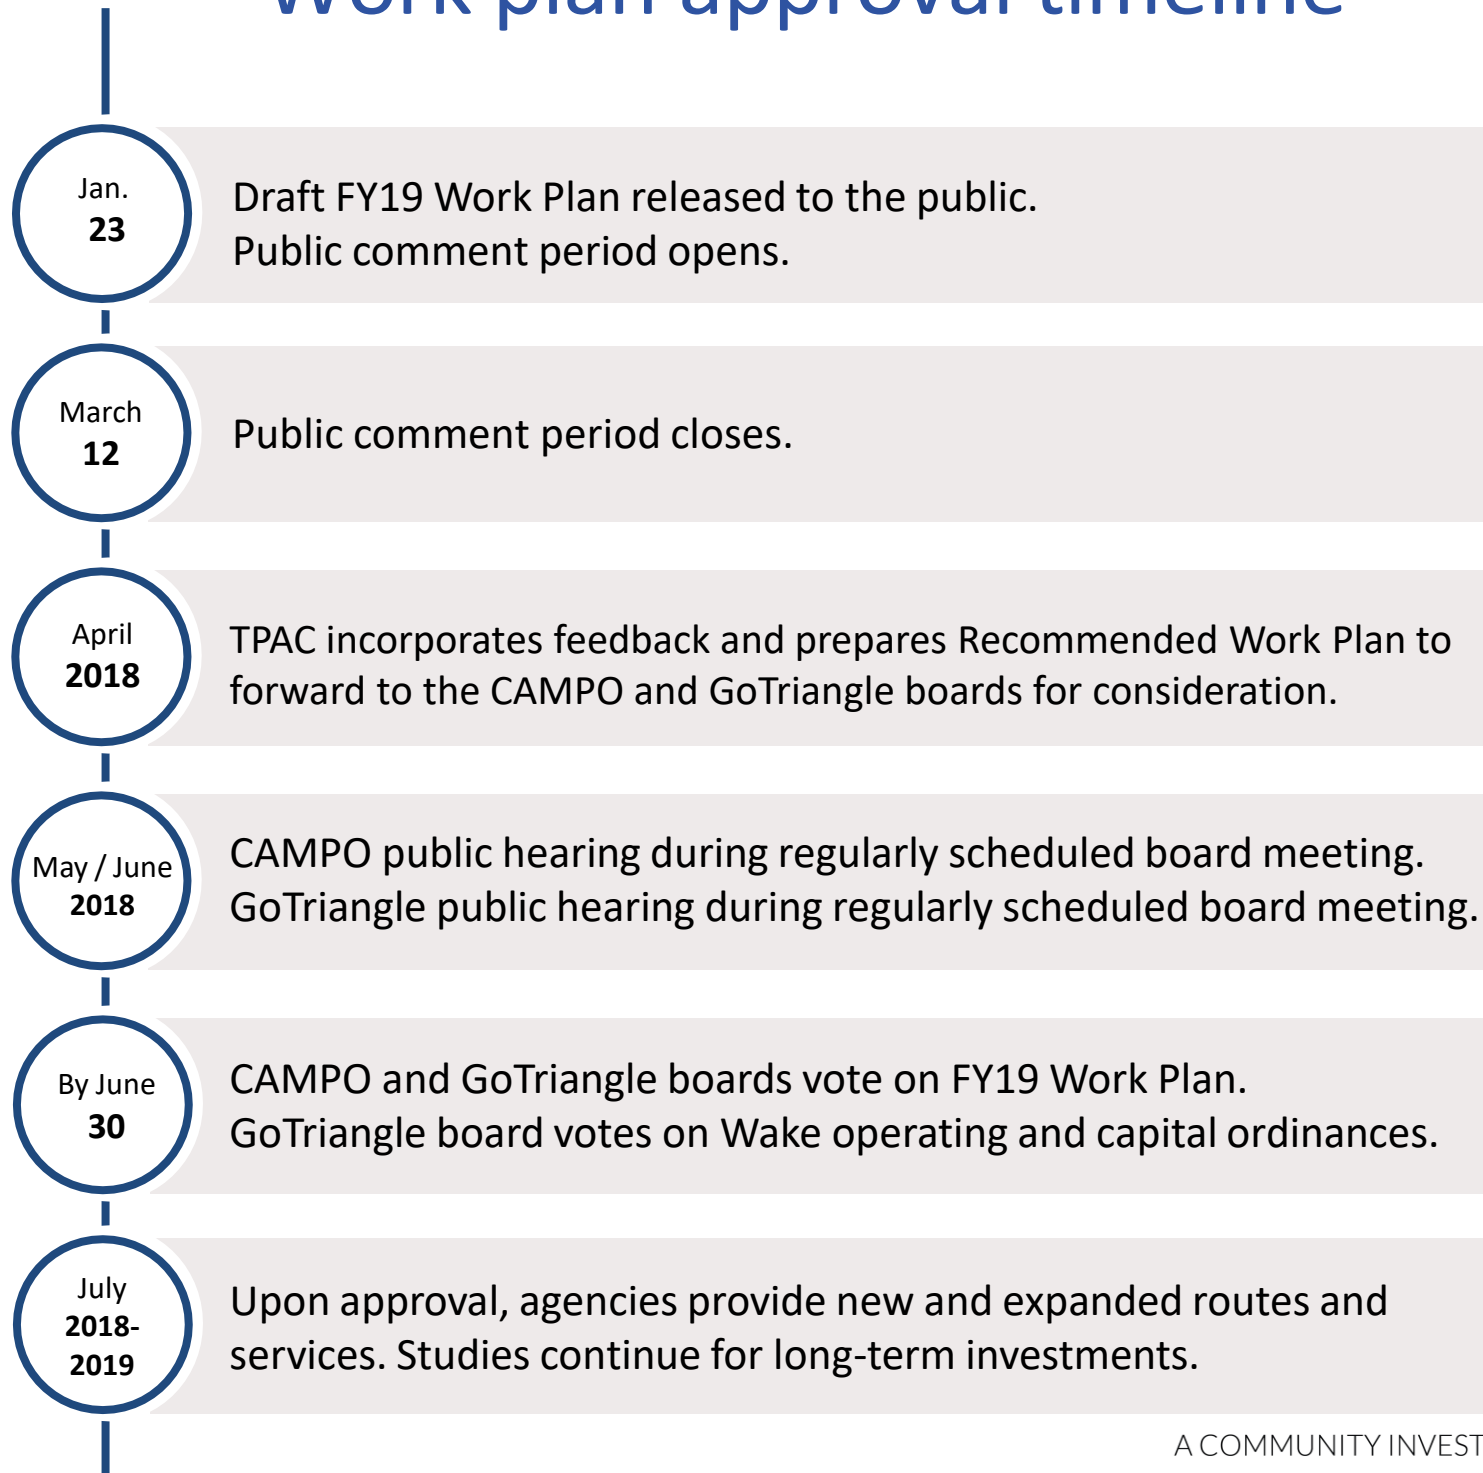 Work plan approval timeline
Jan.
23
Draft FY19 Work Plan released to the public.
Public comment period opens.
March
12
Public comment period closes.
April
2018
TPAC incorporates feedback and prepares Recommended Work Plan to
forward to the CAMPO and GoTriangle boards for consideration.
May / June
2018
CAMPO public hearing during regularly scheduled board meeting.
GoTriangle public hearing during regularly scheduled board meeting.
By June
30
CAMPO and GoTriangle boards vote on FY19 Work Plan.
GoTriangle board votes on Wake operating and capital ordinances.
July
2018-
2019
Upon approval, agencies provide new and expanded routes and
services. Studies continue for long-term investments.
A COMMUNITY INVEST